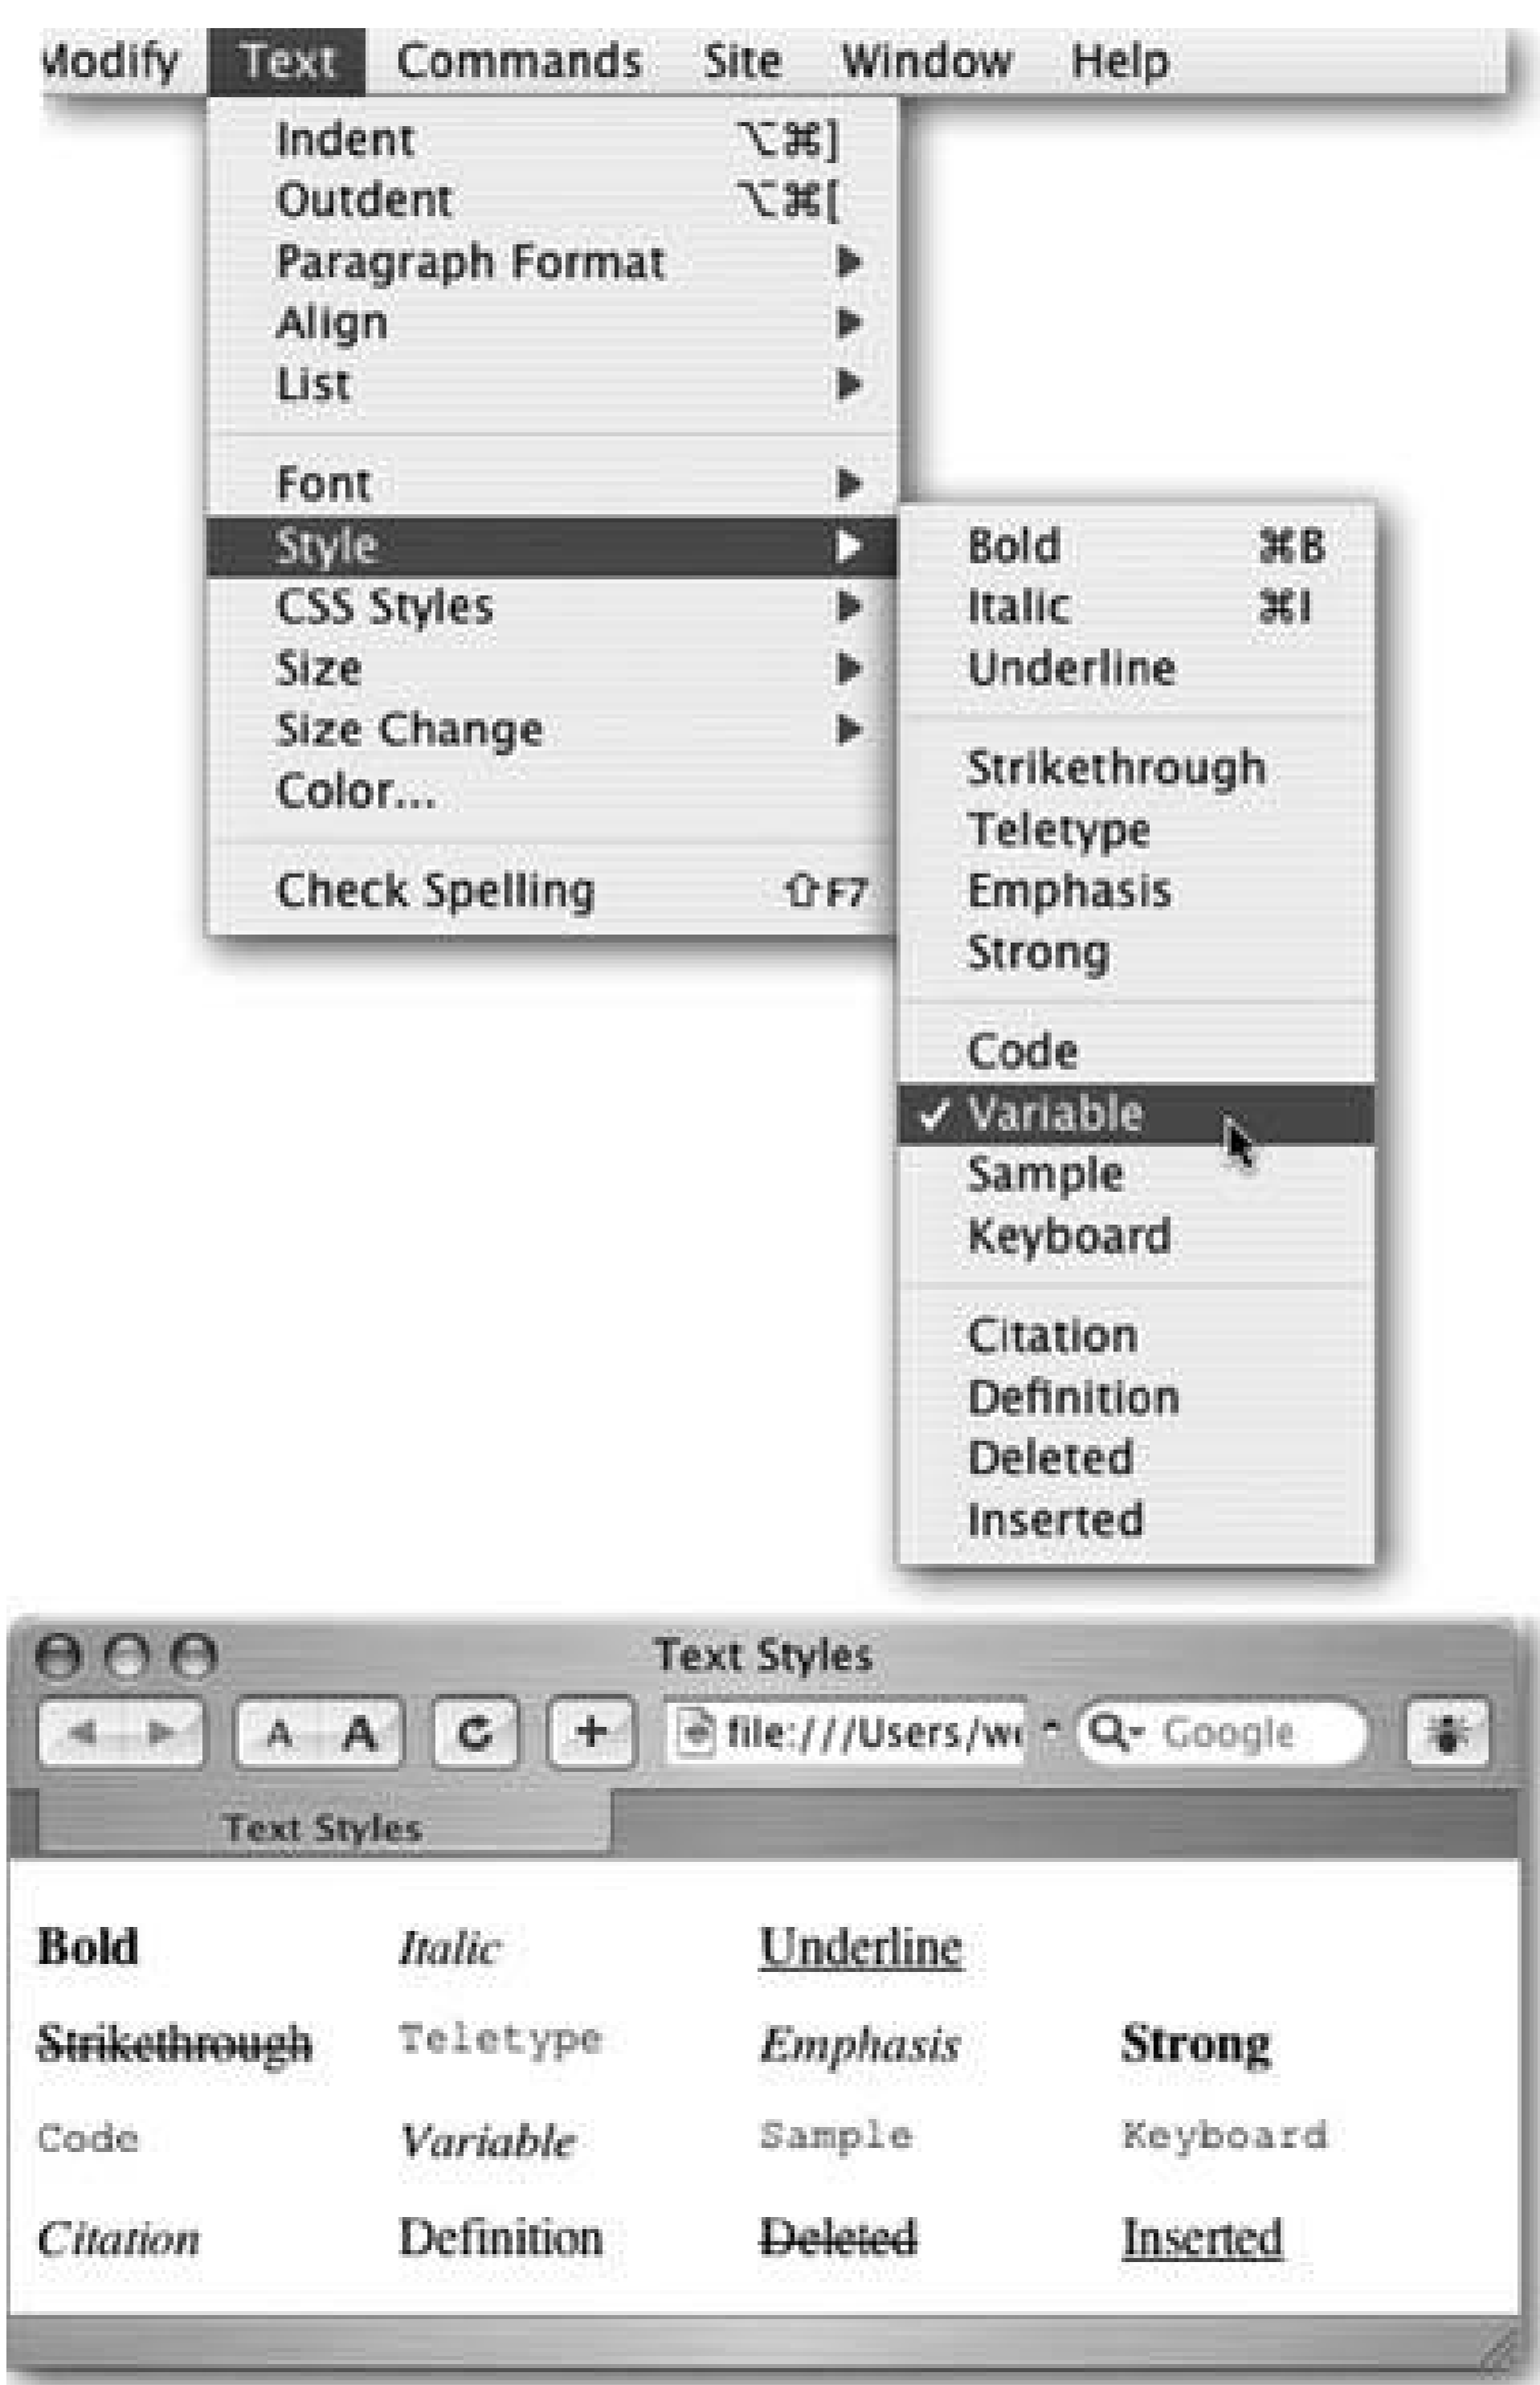 Modify Text Commands Site Window Help
Indent ⌥⌘]
Outdent ⌥⌘[
Paragraph Format ▶
Align ▶
List ▶
Font ▶
Style ▶
CSS Styles ▶
Size ▶
Size Change ▶
Color...
Check Spelling ⇧F7
Bold ⌘B
Italic ⌘I
Underline
Strikethrough
Teletype
Emphasis
Strong
Code
✓ Variable
Sample
Keyboard
Citation
Definition
Deleted
Inserted
Text Styles
A A file:///Users/we Google
Text Styles
Bold Italic Underline
Strikethrough Teletype Emphasis Strong
Code Variable Sample Keyboard
Citation Definition Deleted Inserted